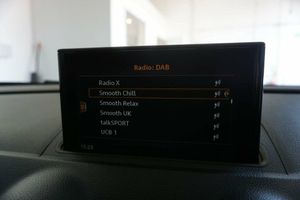 Radio: DAB
Radio X
Smooth Chill
Smooth Relax
Smooth UK
talkSPORT
UCB 1